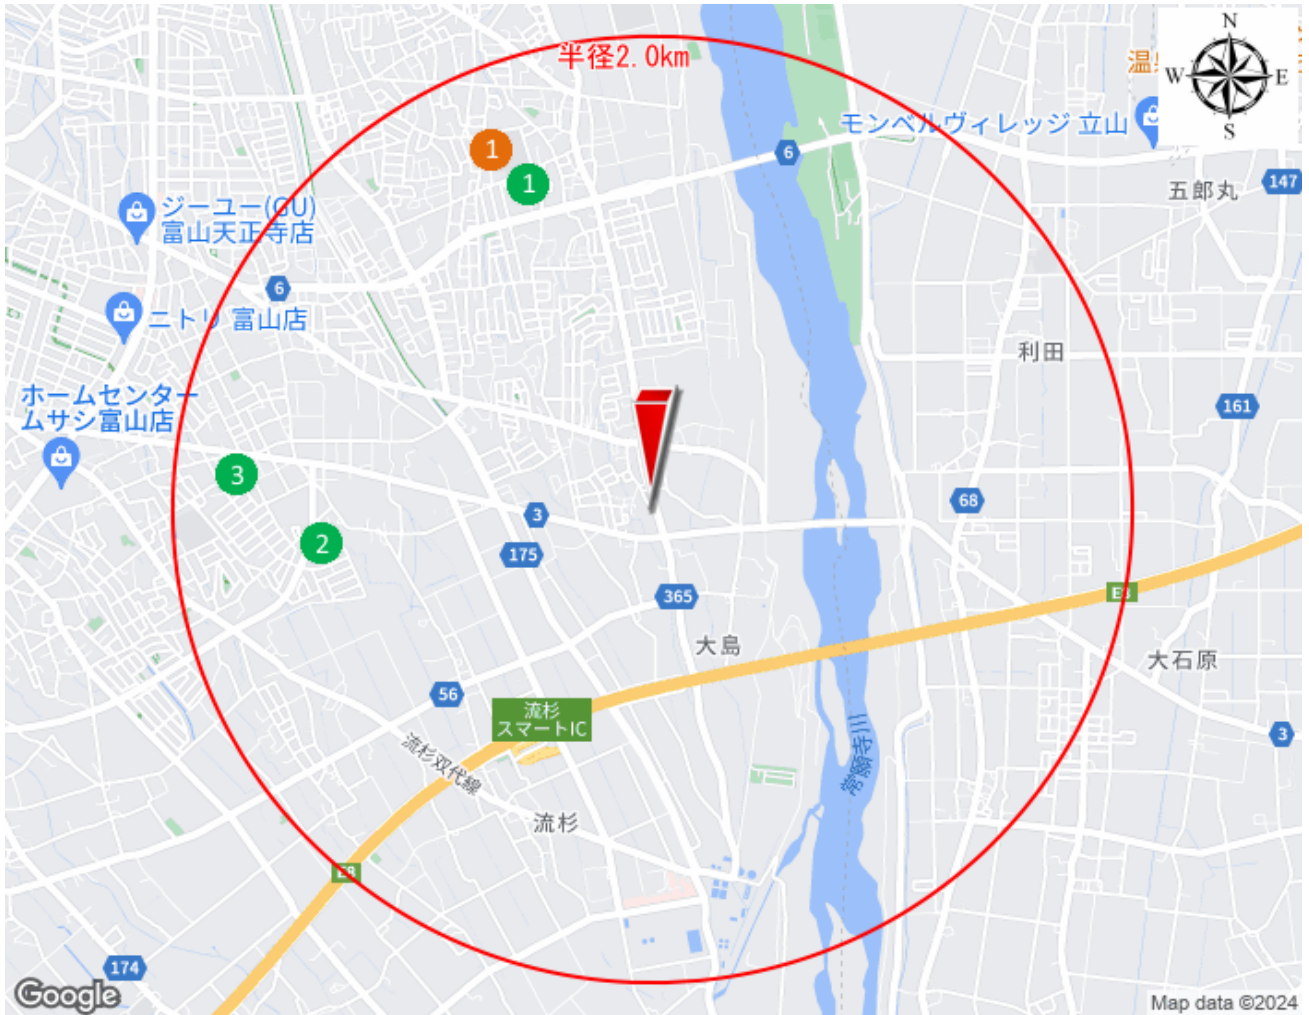 半径2.0km
N
W E
S
温
モンベルヴィレッジ 立山
6
147
五郎丸
1
1
ジーユー(GU)
富山天正寺店
6
ニトリ 富山店
利田
ホームセンター
ムサシ富山店
161
3
68
3
2
175
365
大島
E8
大石原
56
流杉
スマートIC
3
流杉双代線
常願寺川
流杉
E8
174
Google
Map data ©2024